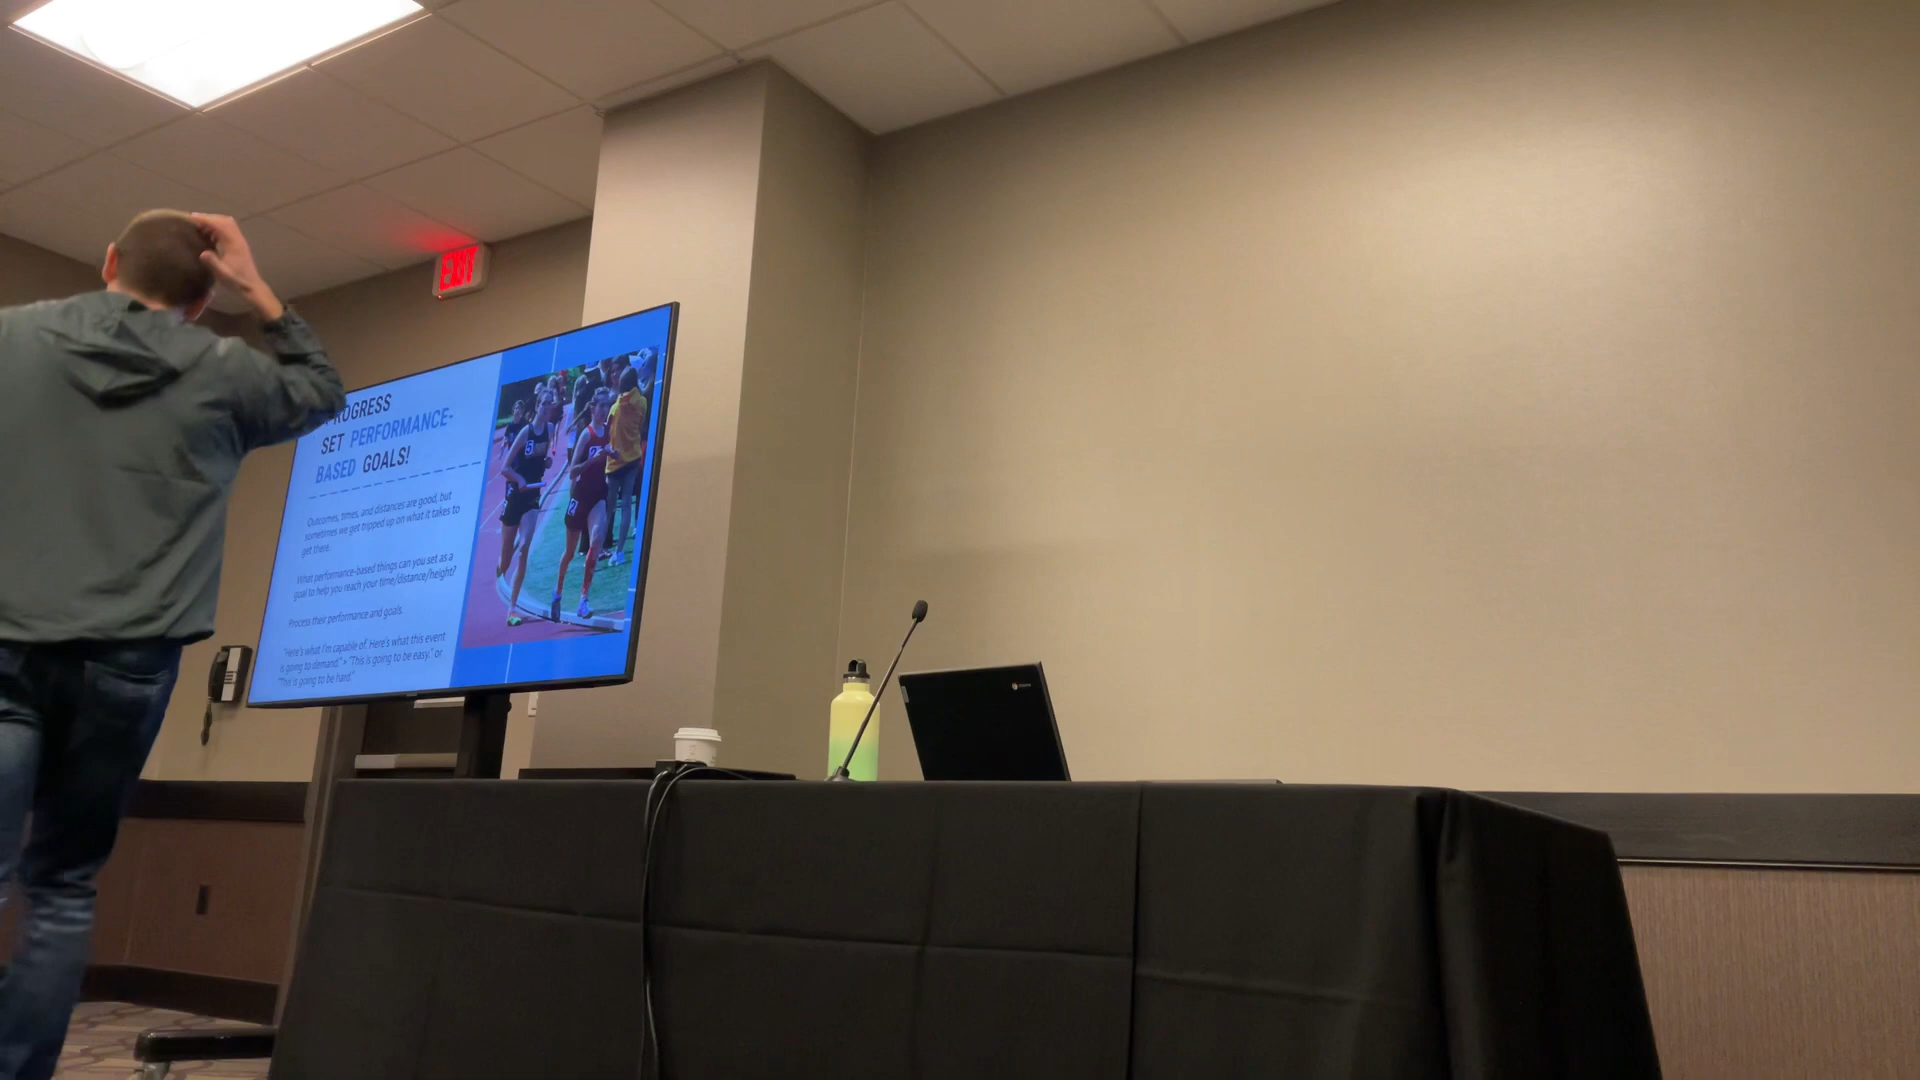 EXIT
PROGRESS
SET PERFORMANCE-
BASED GOALS!
Outcomes, times, and distances are good, but
sometimes we get tripped up on what it takes to
get there.
What performance-based things can you set as a
goal to help you reach your time/distance/height?
Process their performance and goals.
"Here's what I'm capable of. Here's what this event
is going to demand." > "This is going to be easy." or
"This is going to be hard."
5
2